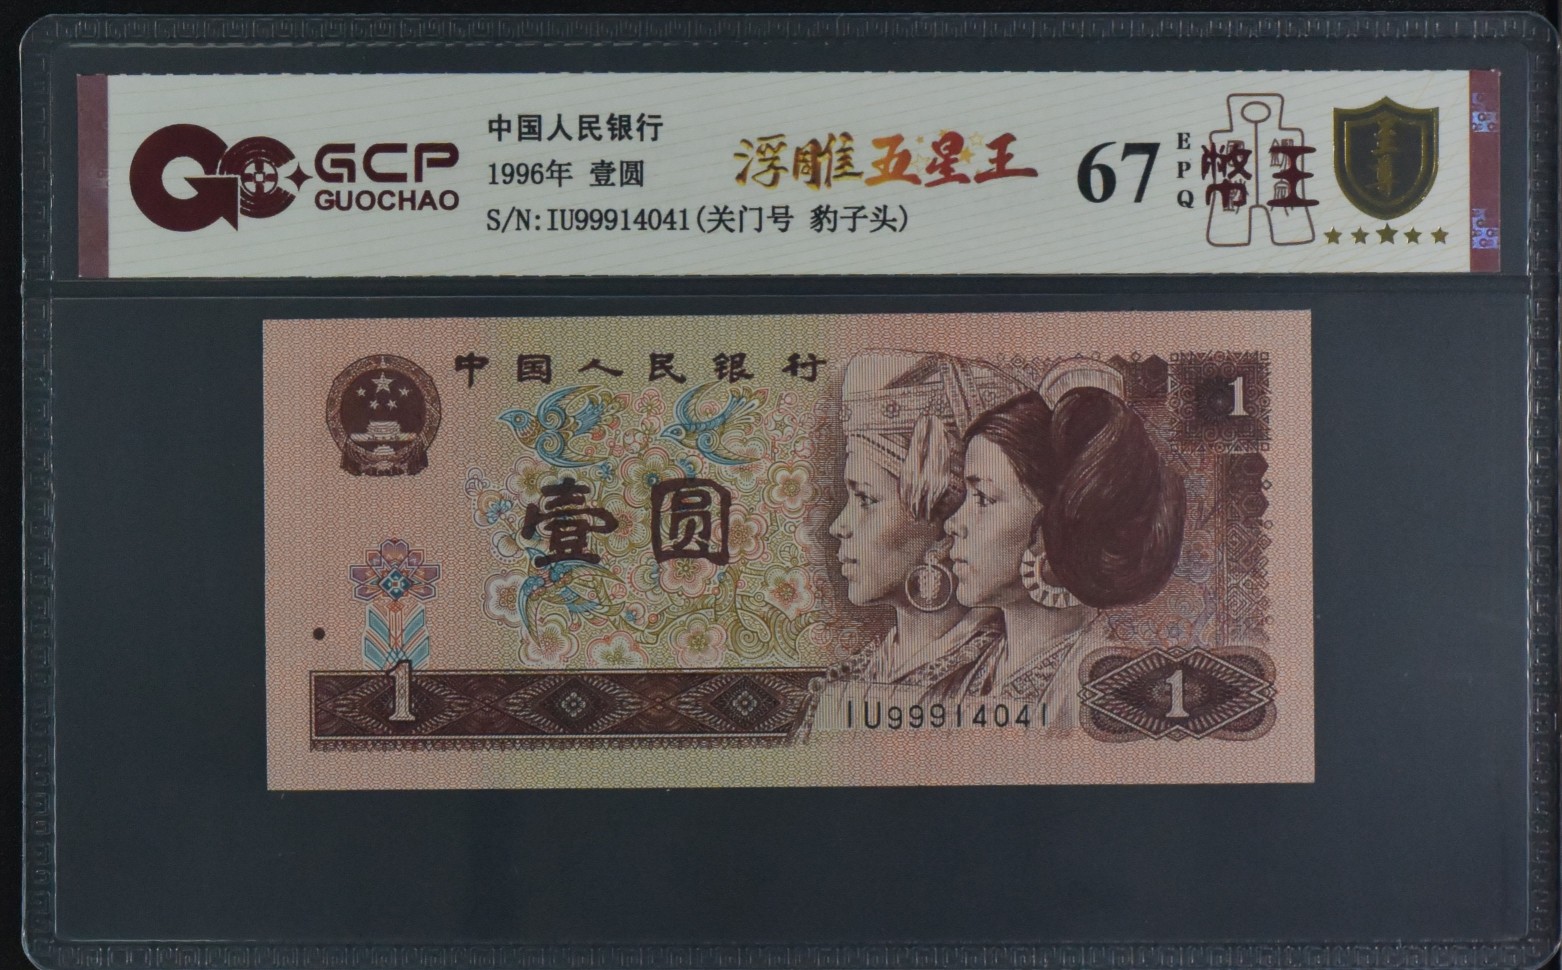 GCP
GUOCHAO
中国人民银行
1996年 壹圆
S/N:IU99914041(关门号 豹子头)
浮雕五星王
67
EPQ
币王
至尊
中国人民银行
壹圆
1
1
1
IU99914041